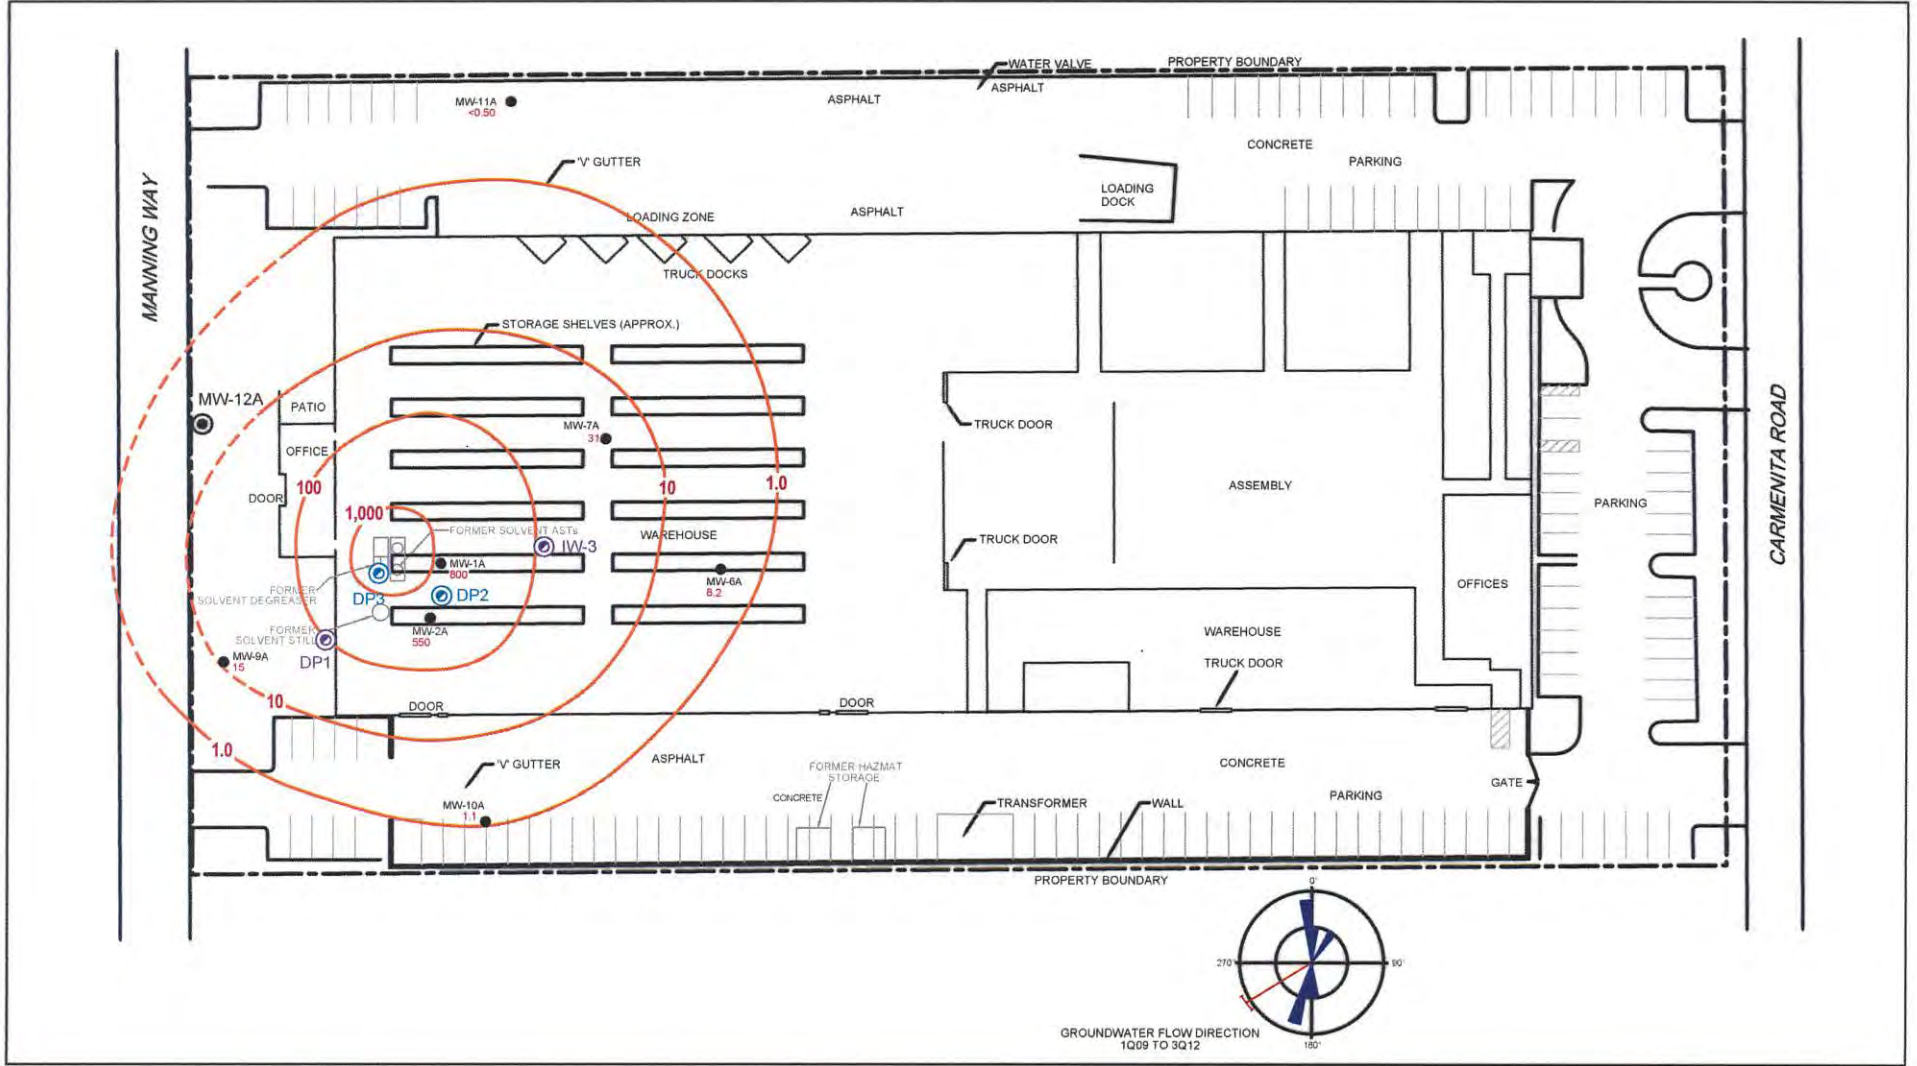 WATER VALVE
PROPERTY BOUNDARY
ASPHALT
ASPHALT
MW-11A
<0.50
CONCRETE
PARKING
'V' GUTTER
LOADING
DOCK
LOADING ZONE
ASPHALT
MANNING WAY
TRUCK DOCKS
STORAGE SHELVES (APPROX.)
MW-12A
PATIO
MW-7A
31
TRUCK DOOR
OFFICE
100
10
1.0
ASSEMBLY
DOOR
PARKING
CARMENITA ROAD
1,000
FORMER SOLVENT ASTs
WAREHOUSE
IW-3
TRUCK DOOR
MW-1A
800
MW-6A
8.2
OFFICES
FORMER
SOLVENT DEGREASER
DP3
DP2
FORMER
SOLVENT STILL
MW-2A
550
WAREHOUSE
DP1
MW-9A
15
TRUCK DOOR
10
DOOR
DOOR
1.0
ASPHALT
'V' GUTTER
FORMER HAZMAT
STORAGE
CONCRETE
GATE
CONCRETE
PARKING
MW-10A
1.1
TRANSFORMER
WALL
PROPERTY BOUNDARY
0°
270°
90°
180°
GROUNDWATER FLOW DIRECTION
1Q09 TO 3Q12